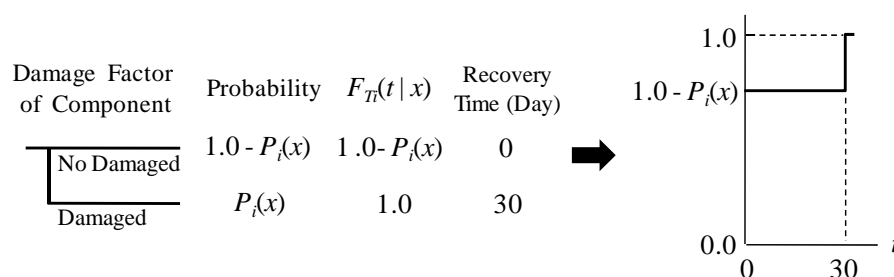 Damage Factor of Component
Probability
F_Ti(t | x)
Recovery Time (Day)
No Damaged
1.0 - P_i(x)
1.0- P_i(x)
0
Damaged
P_i(x)
1.0
30
1.0
1.0 - P_i(x)
0.0
0
30